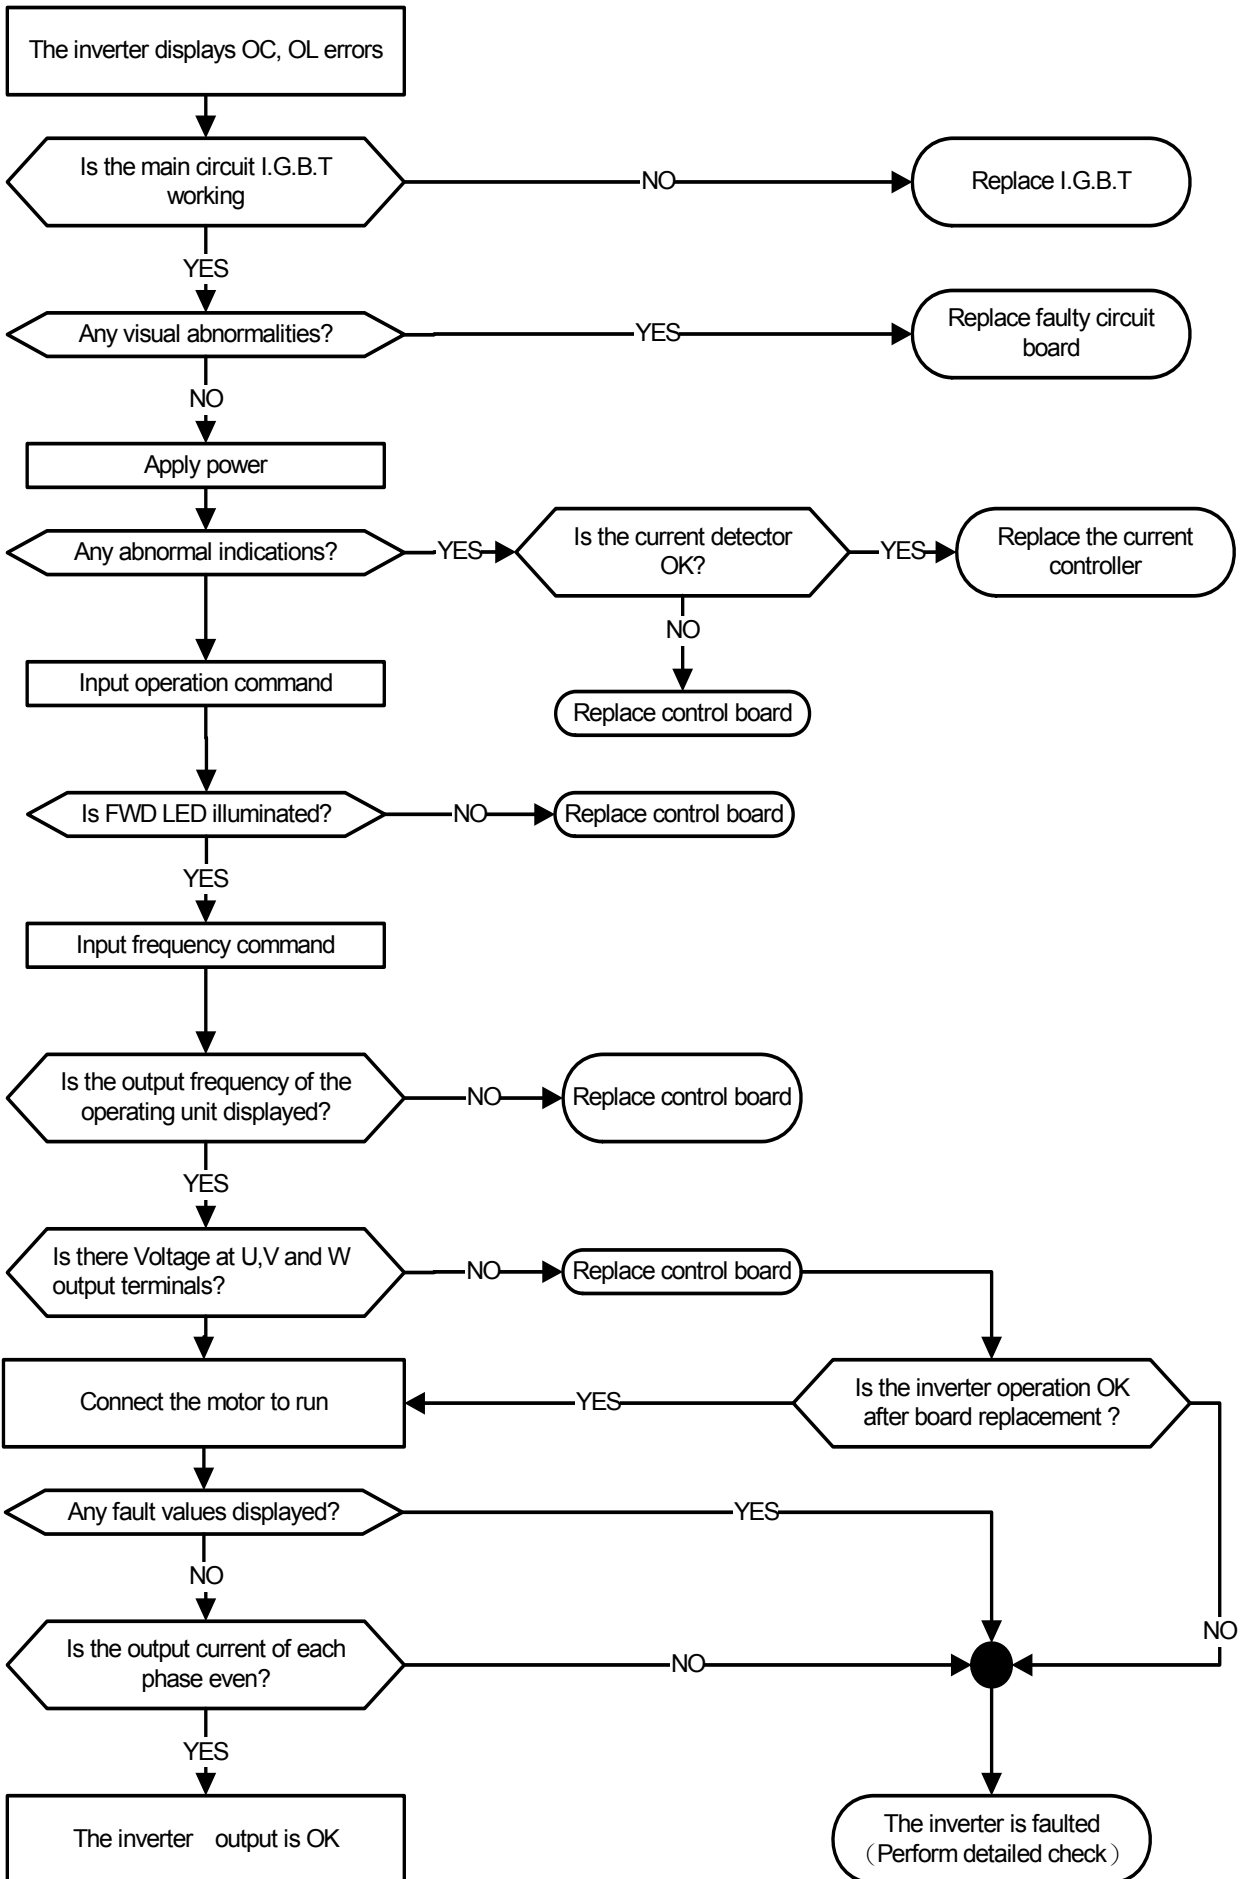 The inverter displays OC, OL errors
Is the main circuit I.G.B.T
working
NO
Replace I.G.B.T
YES
Any visual abnormalities?
YES
Replace faulty circuit
board
NO
Apply power
Any abnormal indications?
YES
Is the current detector
OK?
YES
Replace the current
controller
NO
Replace control board
Input operation command
Is FWD LED illuminated?
NO
Replace control board
YES
Input frequency command
Is the output frequency of the
operating unit displayed?
NO
Replace control board
YES
Is there Voltage at U,V and W
output terminals?
NO
Replace control board
Connect the motor to run
YES
Is the inverter operation OK
after board replacement ?
Any fault values displayed?
YES
NO
NO
Is the output current of each
phase even?
NO
YES
The inverter output is OK
The inverter is faulted
（Perform detailed check）